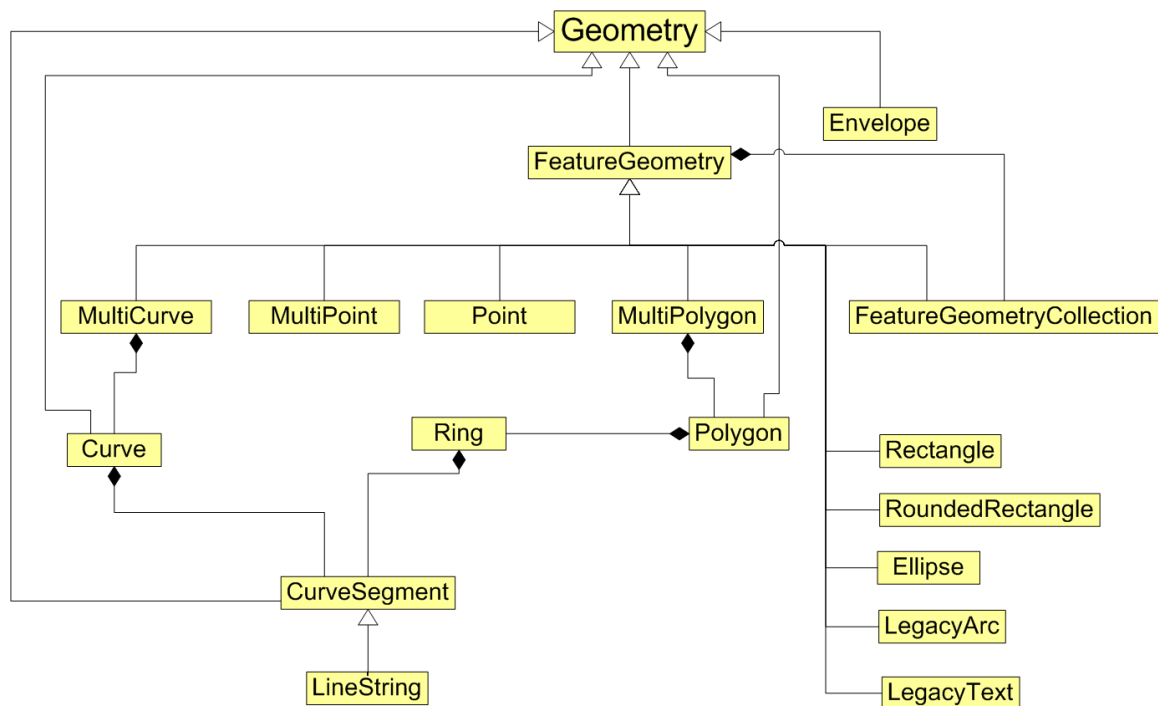 Geometry
Envelope
FeatureGeometry
MultiCurve
MultiPoint
Point
MultiPolygon
FeatureGeometryCollection
Ring
Polygon
Curve
Rectangle
RoundedRectangle
Ellipse
CurveSegment
LegacyArc
LineString
LegacyText